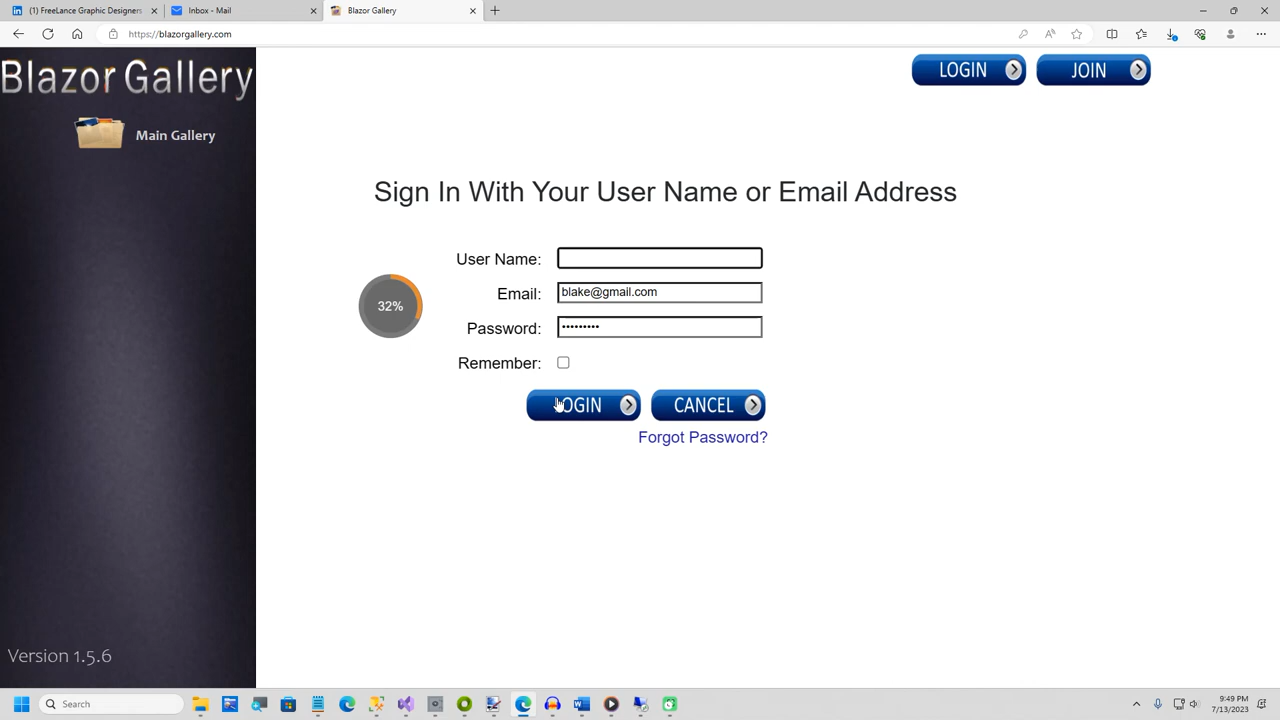 (1) FreeLance Graphic Designers
Inbox - Mail
Blazor Gallery
https://blazorgallery.com
Blazor Gallery
LOGIN
JOIN
Main Gallery
Sign In With Your User Name or Email Address
User Name:
Email: blake@gmail.com
32%
Password: •••••••••
Remember:
LOGIN
CANCEL
Forgot Password?
Version 1.5.6
Search
9:49 PM
7/13/2023